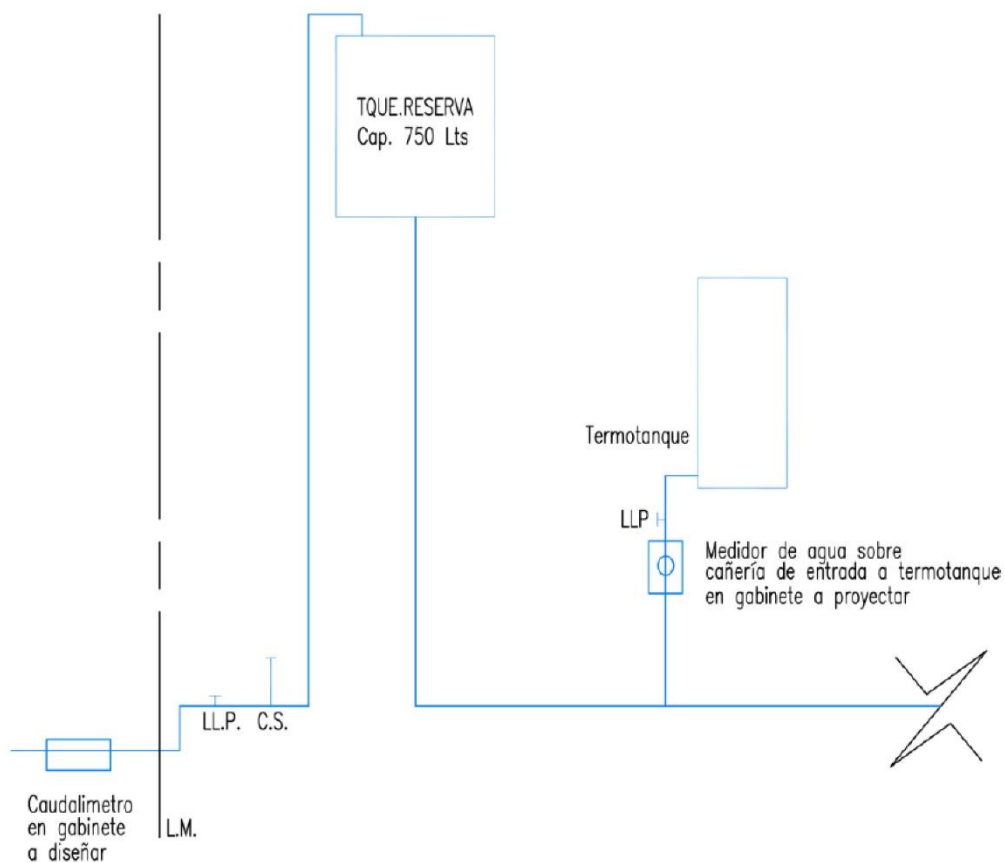 TQUE.RESERVA
Cap. 750 Lts
Termotanque
LLP
Medidor de agua sobre
cañería de entrada a termotanque
en gabinete a proyectar
LL.P.
C.S.
Caudalimetro
en gabinete
a diseñar
L.M.